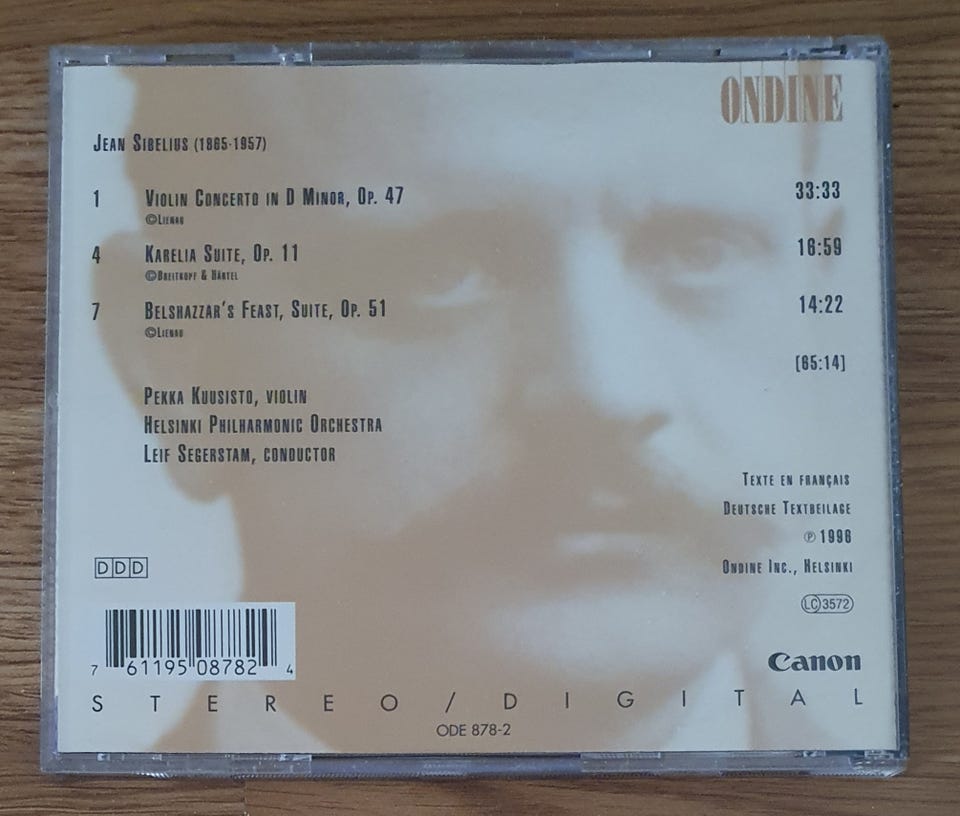 ONDINE
JEAN SIBELIUS (1865-1957)
1 VIOLIN CONCERTO IN D MINOR, OP. 47 33:33
©LIENAU
4 KARELIA SUITE, OP. 11 16:59
©BREITKOPF & HÄRTEL
7 BELSHAZZAR'S FEAST, SUITE, OP. 51 14:22
©LIENAU
[65:14]
PEKKA KUUSISTO, VIOLIN
HELSINKI PHILHARMONIC ORCHESTRA
LEIF SEGERSTAM, CONDUCTOR
TEXTE EN FRANÇAIS
DEUTSCHE TEXTBEILAGE
℗ 1996
ONDINE INC., HELSINKI
DDD
LC 3572
7 61195 08782 4
Canon
STEREO/DIGITAL
ODE 878-2